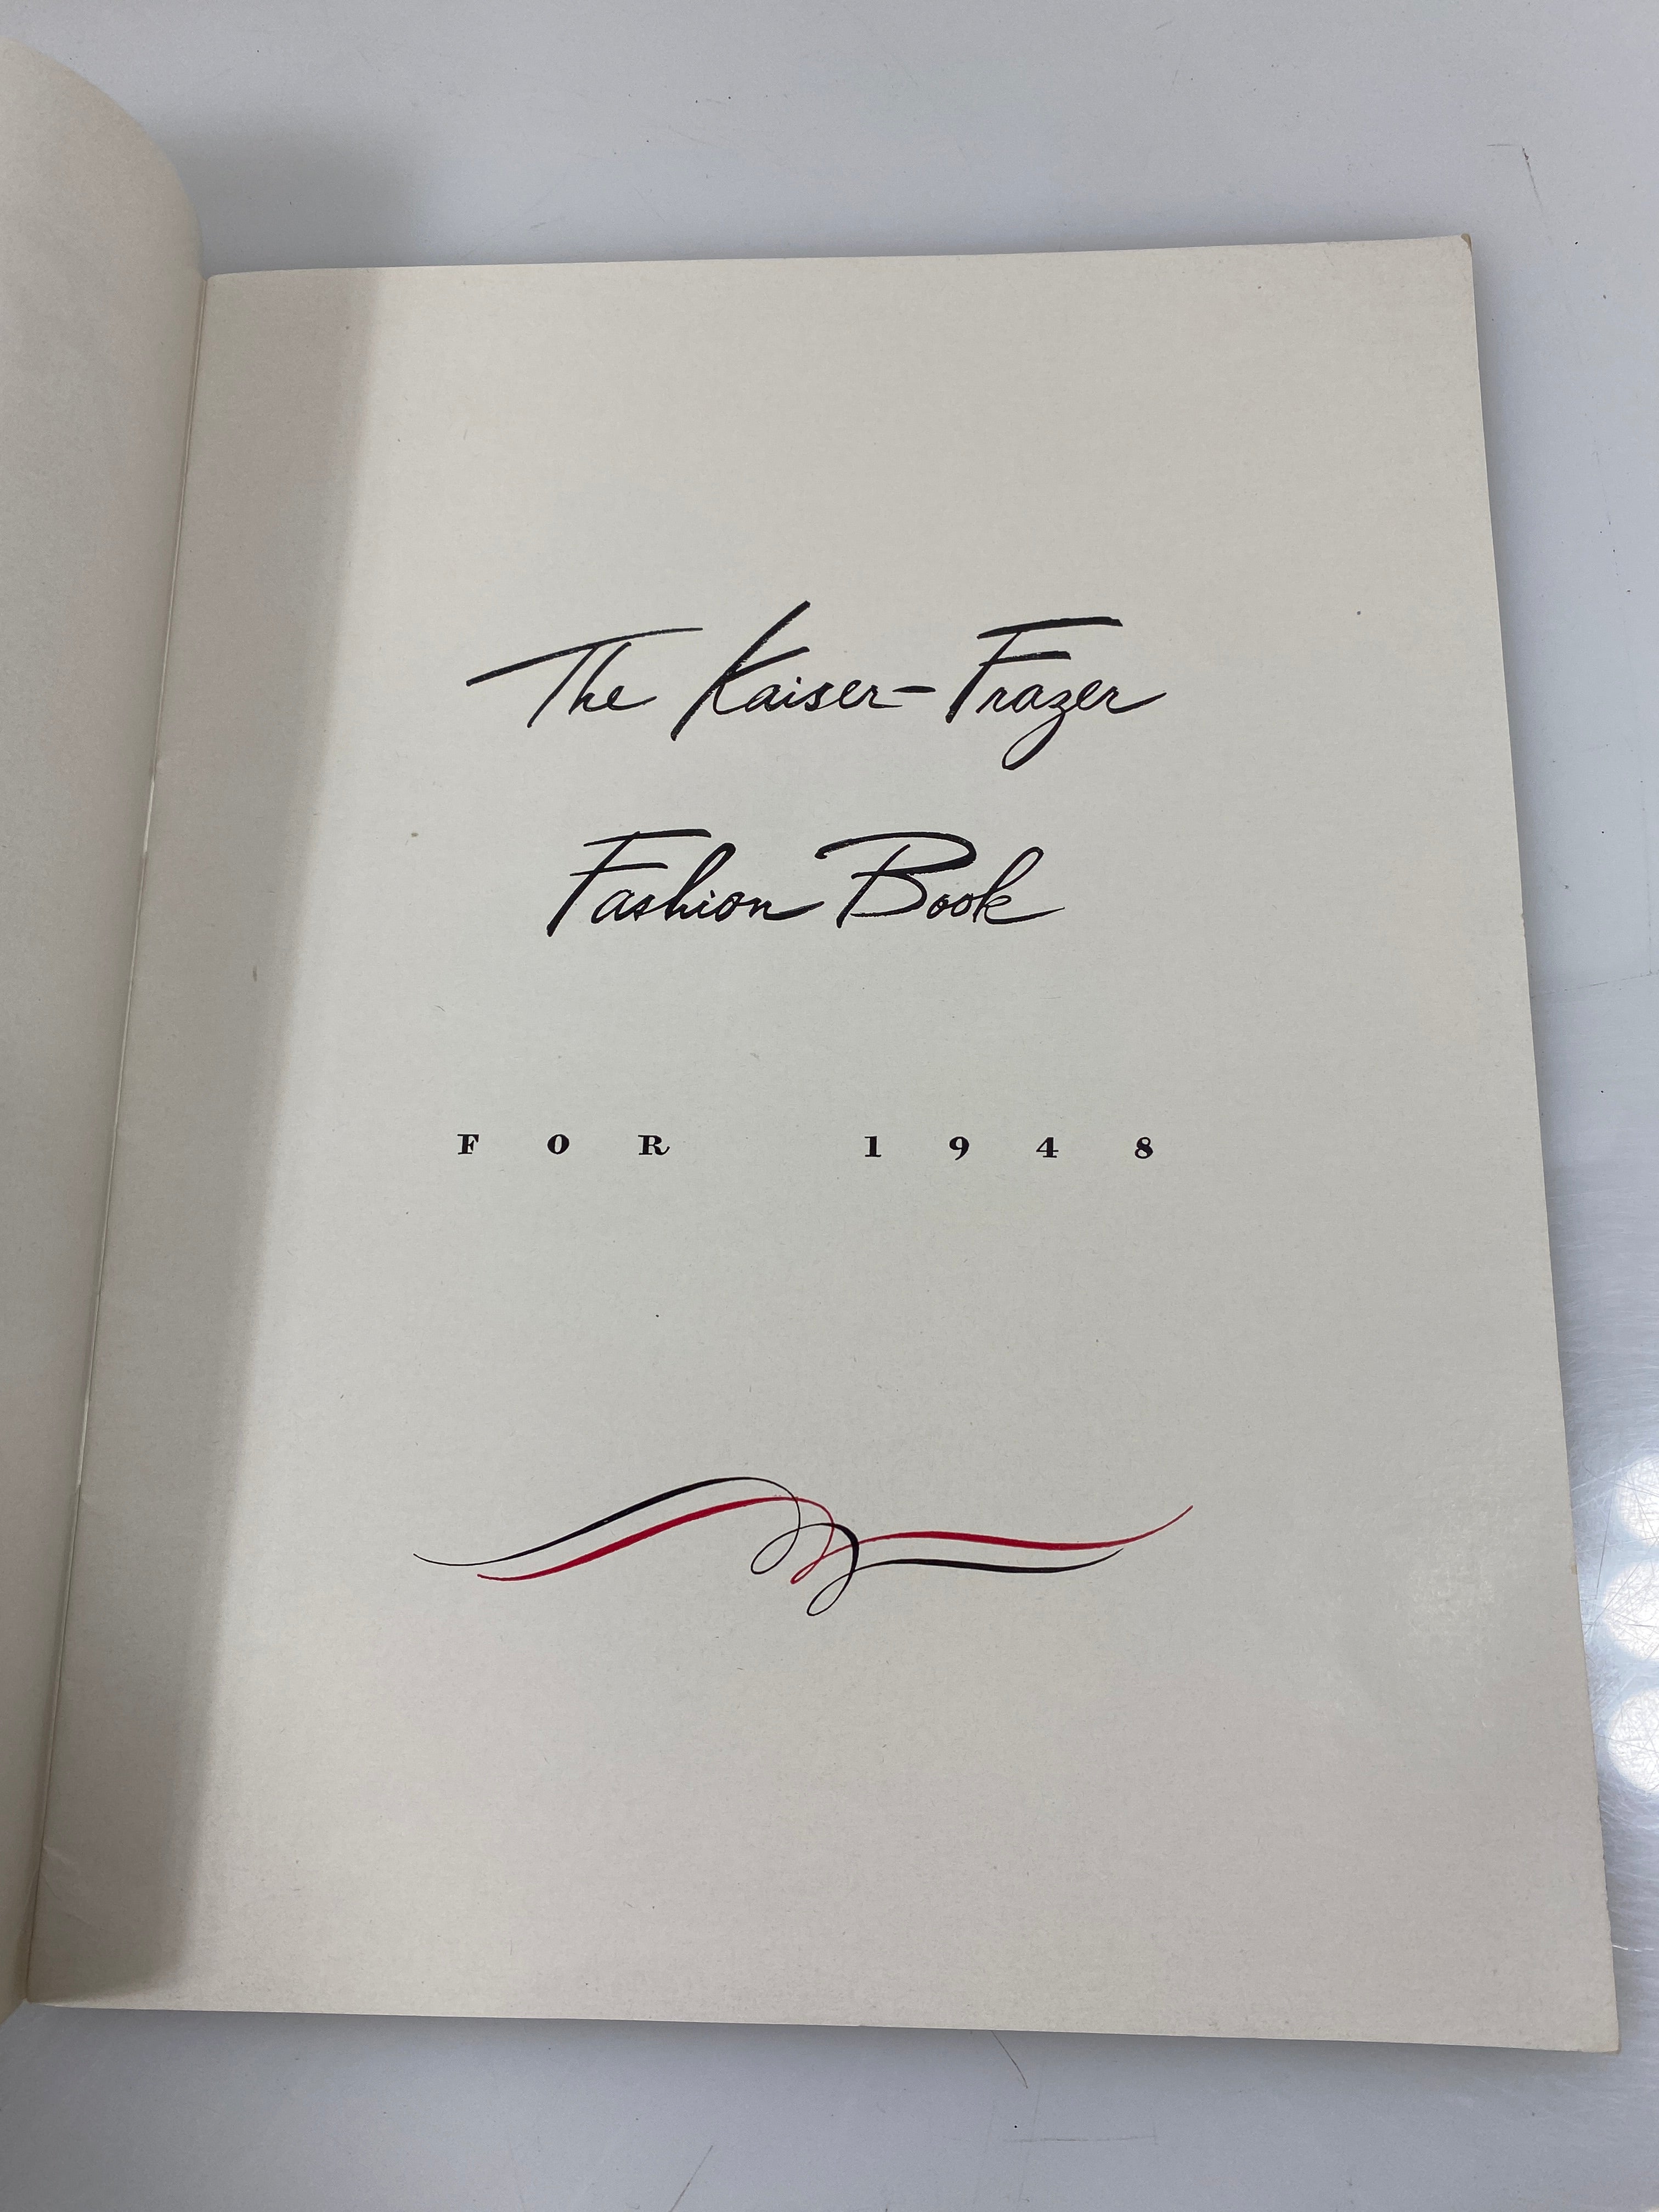 The Kaiser-Frazer
Fashion Book
FOR 1948